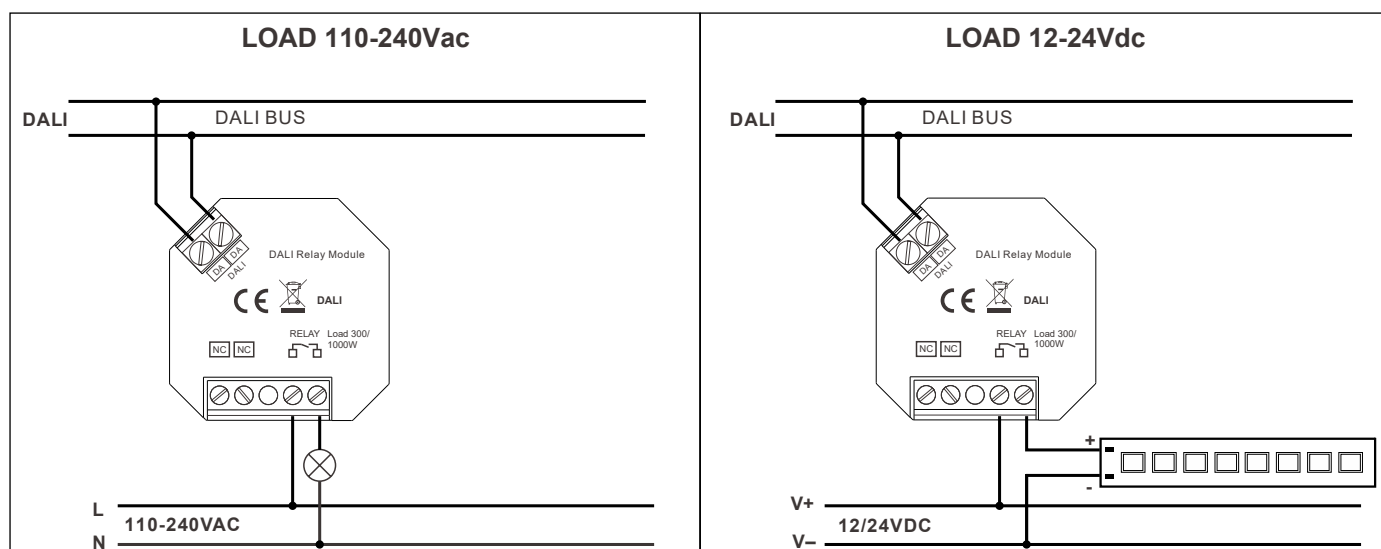 LOAD 110-240Vac
DALI
DALI BUS
DA
DA
DALI
DALI Relay Module
CE
DALI
RELAY
Load 300/
1000W
NC
NC
L
110-240VAC
N
LOAD 12-24Vdc
DALI
DALI BUS
DA
DA
DALI
DALI Relay Module
CE
DALI
RELAY
Load 300/
1000W
NC
NC
+
-
V+
12/24VDC
V–